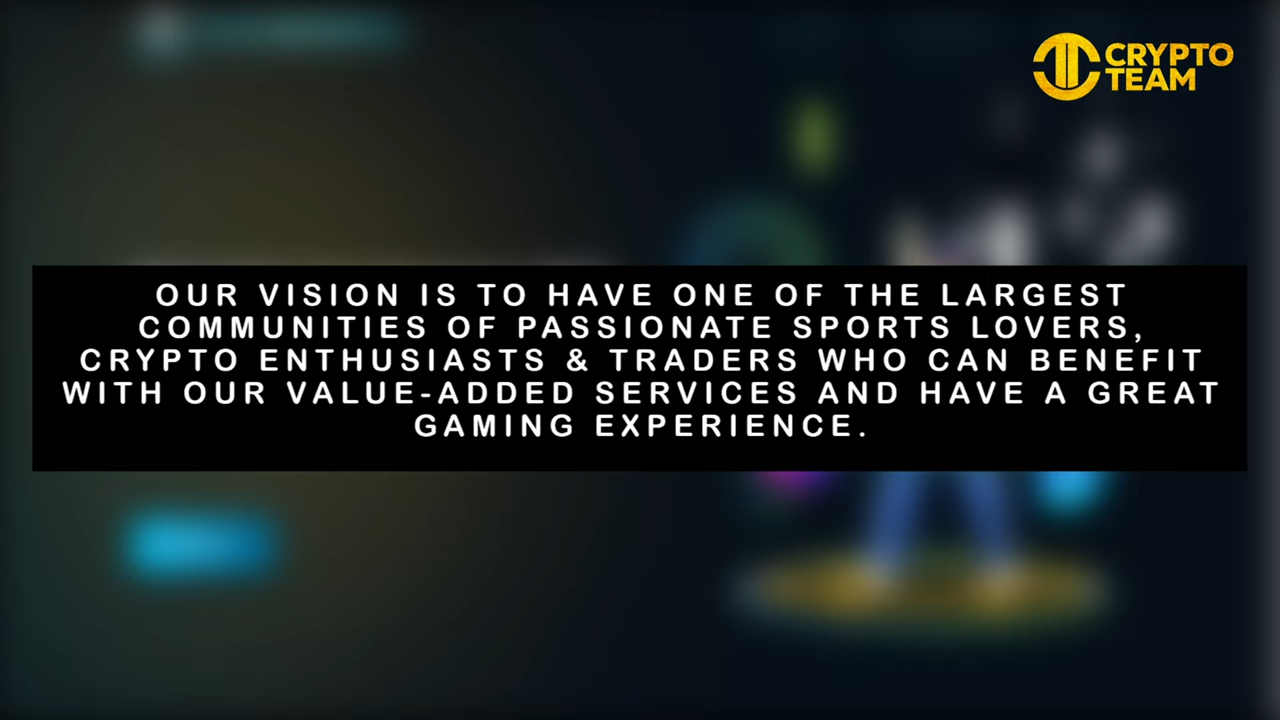 CRYPTO
TEAM
OUR VISION IS TO HAVE ONE OF THE LARGEST
COMMUNITIES OF PASSIONATE SPORTS LOVERS,
CRYPTO ENTHUSIASTS & TRADERS WHO CAN BENEFIT
WITH OUR VALUE-ADDED SERVICES AND HAVE A GREAT
GAMING EXPERIENCE.